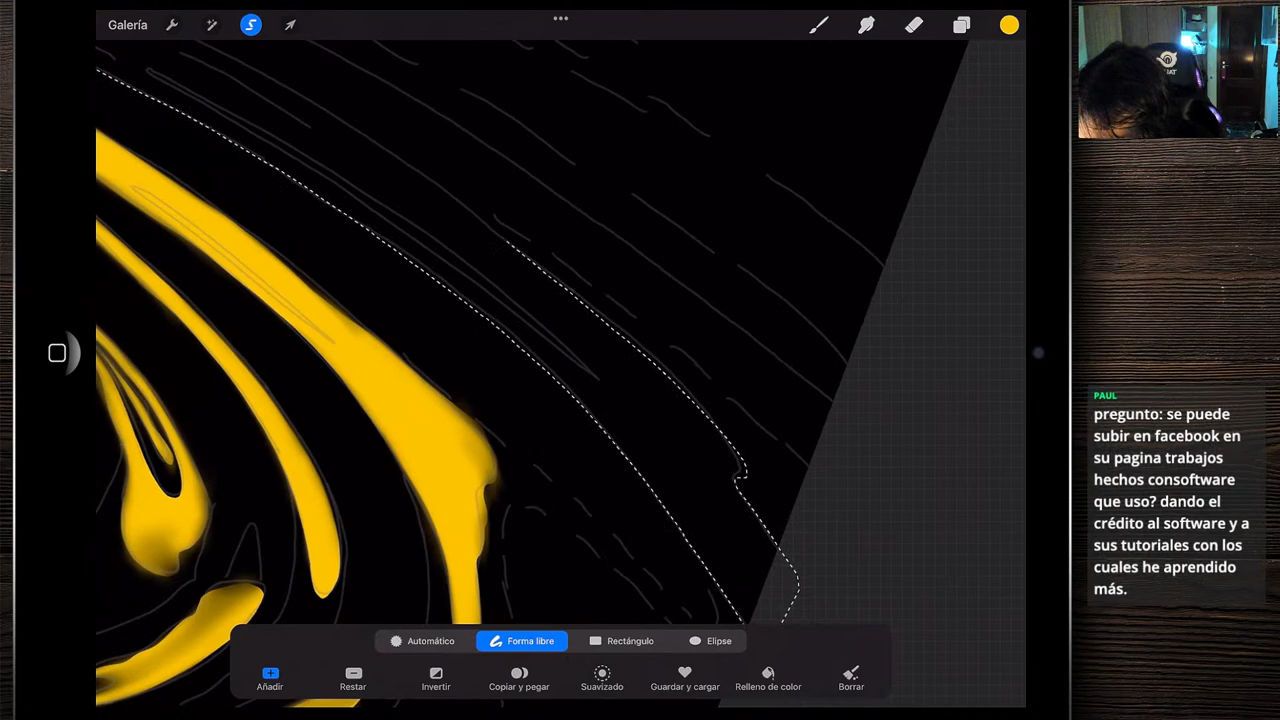 Galería
PAUL
pregunto: se puede
subir en facebook en
su pagina trabajos
hechos consoftware
que uso? dando el
crédito al software y a
sus tutoriales con los
cuales he aprendido
más.
Automático
Forma libre
Rectángulo
Elipse
Añadir
Restar
Invertir
Copiar y pegar
Suavizado
Guardar y cargar
Relleno de color
Borrar